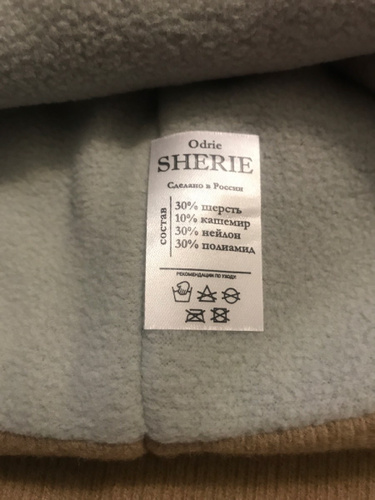 Odrie
SHERIE
Сделано в России
состав
30% шерсть
10% кашемир
30% нейлон
30% полиамид
РЕКОМЕНДАЦИИ ПО УХОДУ